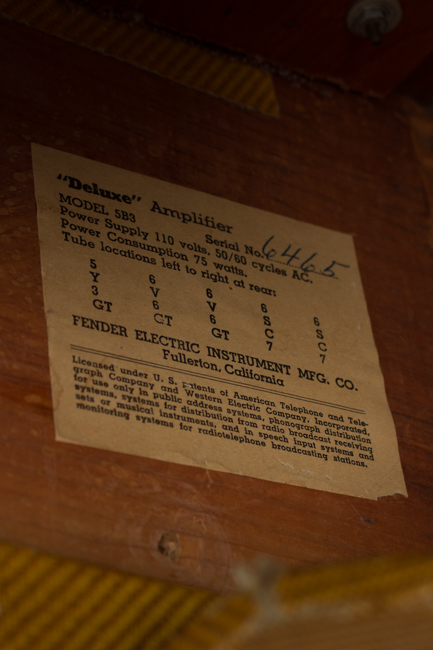 "Deluxe" Amplifier
MODEL 5B3 Serial No. 6465
Power Supply 110 volts, 50/60 cycles AC.
Power Consumption 75 watts.
Tube locations left to right at rear:
5 6 6 6 6
Y V V S S
3 GT GT C C
GT 7 7
FENDER ELECTRIC INSTRUMENT MFG. CO.
Fullerton, California
Licensed under U. S. patents of American Telephone and Tele-
graph Company and Western Electric Company, Incorporated,
for use only in public address systems, phonograph distribution
systems, systems for distribution from radio broadcast receiving
sets or musical instruments, and in speech input systems and
monitoring systems for radiotelephone broadcasting stations.